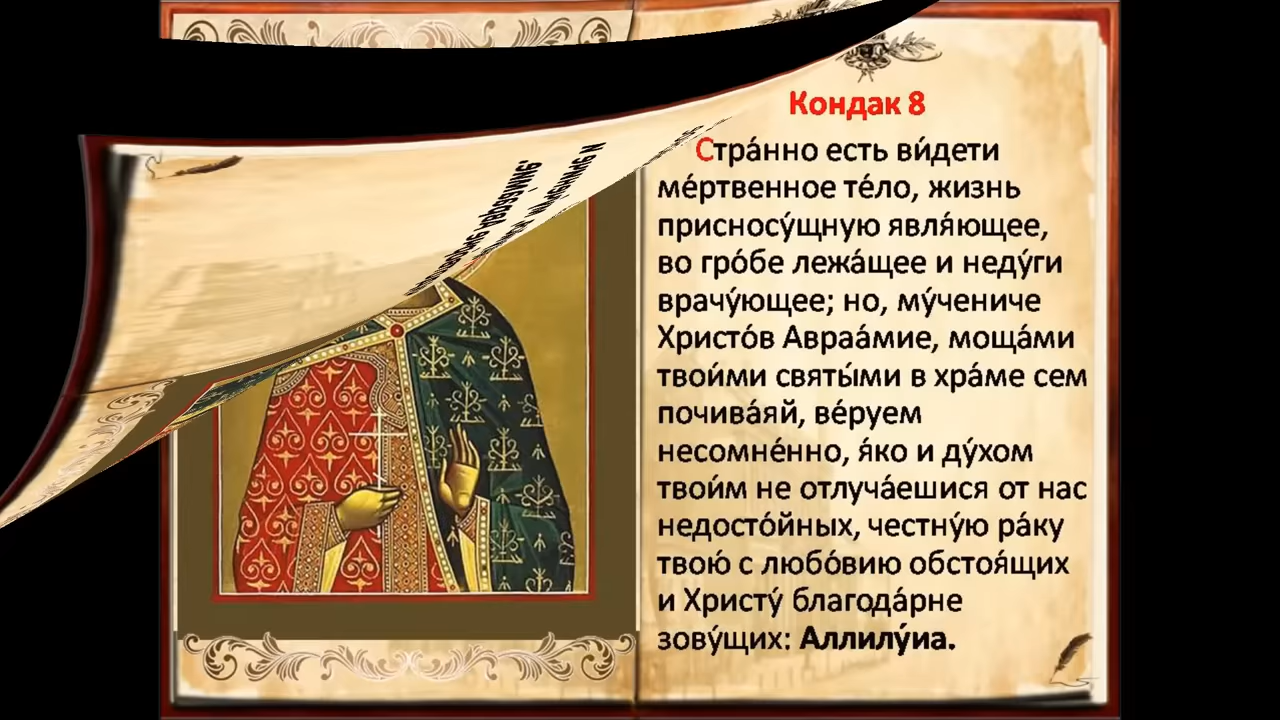 Кондак 8
Стра́нно есть ви́дети
ме́ртвенное те́ло, жизнь
присносу́щную явля́ющее,
во гро́бе лежа́щее и неду́ги
врачу́ющее; но, му́чениче
Христо́в Авраа́мие, моща́ми
твои́ми святы́ми в хра́ме сем
почива́яй, ве́руем
несомне́нно, я́ко и ду́хом
твои́м не отлуча́ешися от нас
недосто́йных, честну́ю ра́ку
твою́ с любо́вию обстоя́щих
и Христу́ благода́рне
зову́щих: Аллилу́иа.